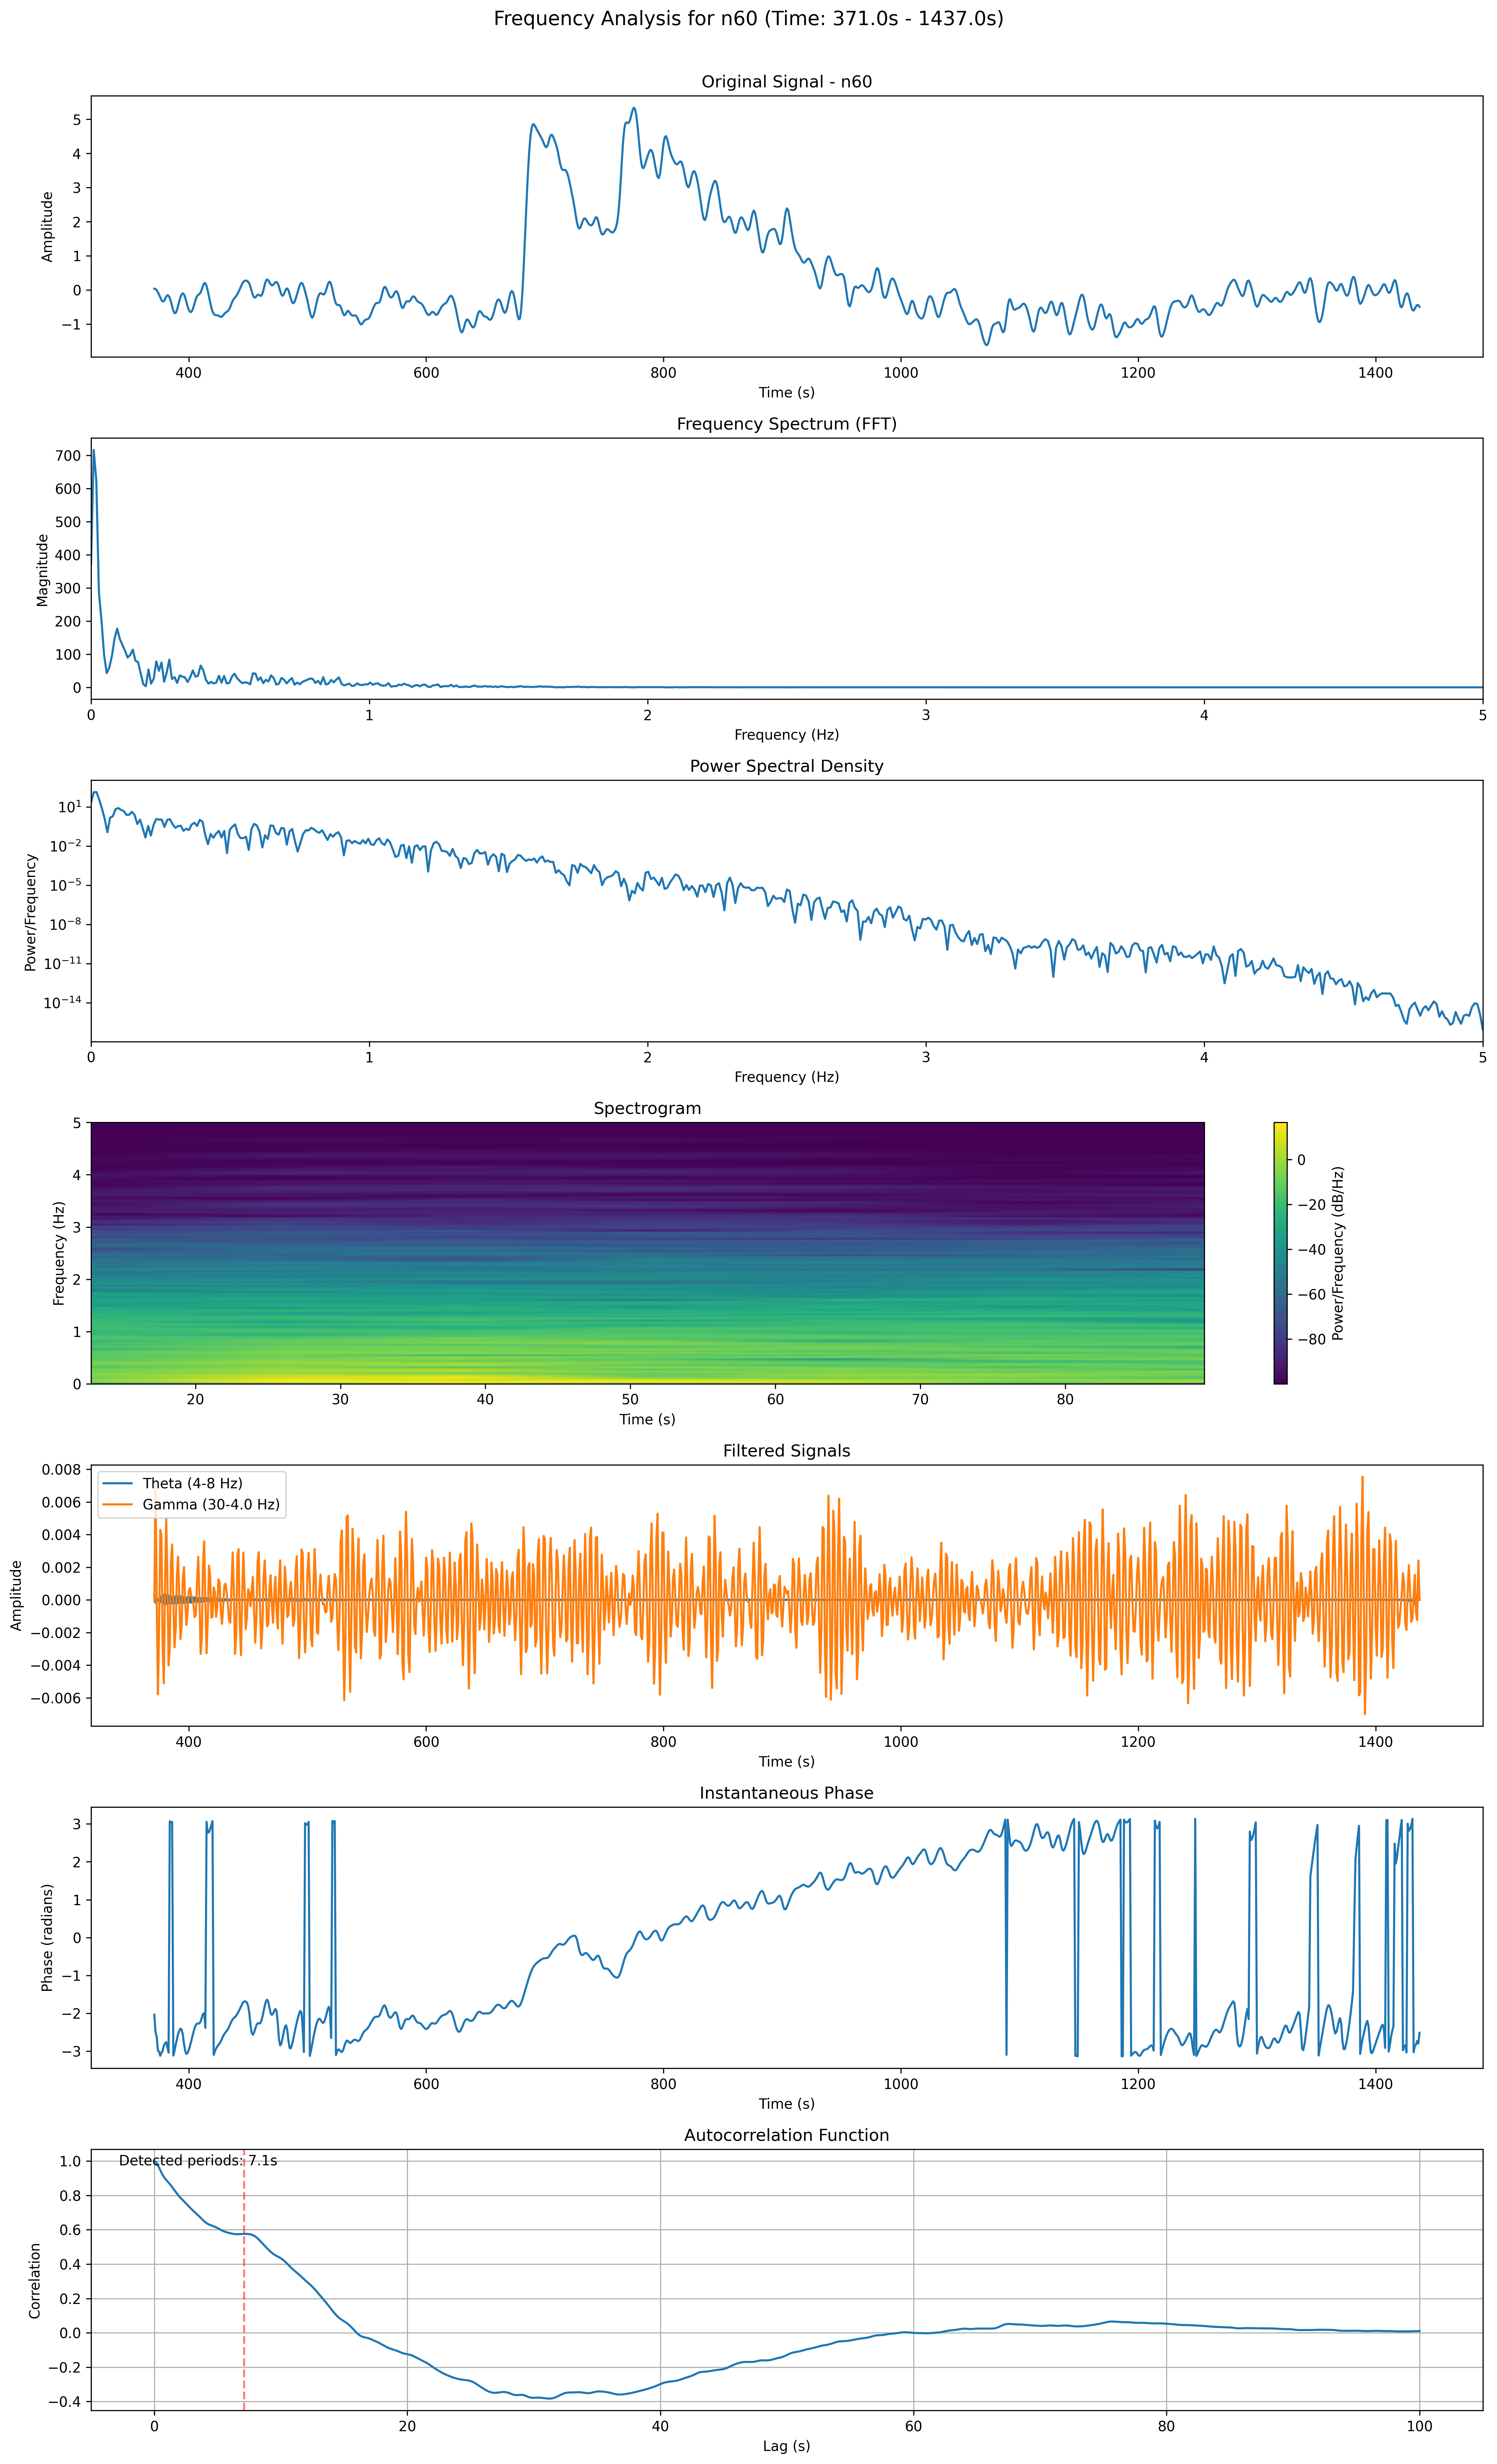 Frequency Analysis for n60 (Time: 371.0s - 1437.0s)
Original Signal - n60
Amplitude
5
4
3
2
1
0
−1
400 600 800 1000 1200 1400
Time (s)
Frequency Spectrum (FFT)
Magnitude
700
600
500
400
300
200
100
0
0 1 2 3 4 5
Frequency (Hz)
Power Spectral Density
Power/Frequency
10^1
10^−2
10^−5
10^−8
10^−11
10^−14
0 1 2 3 4 5
Frequency (Hz)
Spectrogram
Frequency (Hz)
5
4
3
2
1
0
20 30 40 50 60 70 80
Time (s)
0
−20
−40
−60
−80
Power/Frequency (dB/Hz)
Filtered Signals
Amplitude
0.008
0.006
0.004
0.002
0.000
−0.002
−0.004
−0.006
Theta (4-8 Hz)
Gamma (30-4.0 Hz)
400 600 800 1000 1200 1400
Time (s)
Instantaneous Phase
Phase (radians)
3
2
1
0
−1
−2
−3
400 600 800 1000 1200 1400
Time (s)
Autocorrelation Function
Detected periods: 7.1s
Correlation
1.0
0.8
0.6
0.4
0.2
0.0
−0.2
−0.4
0 20 40 60 80 100
Lag (s)